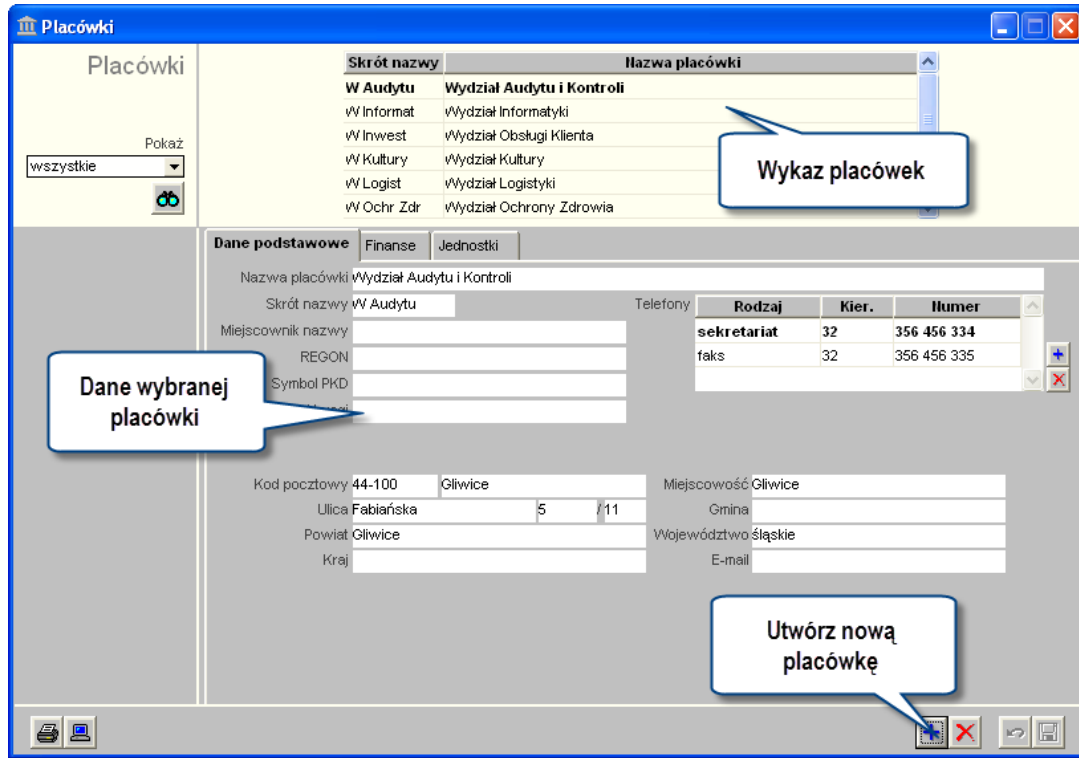 Placówki
Placówki
Pokaż
wszystkie
Skrót nazwy Nazwa placówki
W Audytu Wydział Audytu i Kontroli
W Informat Wydział Informatyki
W Inwest Wydział Obsługi Klienta
W Kultury Wydział Kultury
W Logist Wydział Logistyki
W Ochr Zdr Wydział Ochrony Zdrowia
Wykaz placówek
Dane podstawowe Finanse Jednostki
Nazwa placówki Wydział Audytu i Kontroli
Skrót nazwy W Audytu
Miejscownik nazwy
REGON
Symbol PKD
Telefony Rodzaj Kier. Numer
sekretariat 32 356 456 334
faks 32 356 456 335
Dane wybranej
placówki
Kod pocztowy 44-100 Gliwice Miejscowość Gliwice
Ulica Fabiańska 5 / 11 Gmina
Powiat Gliwice Województwo śląskie
Kraj E-mail
Utwórz nową
placówkę